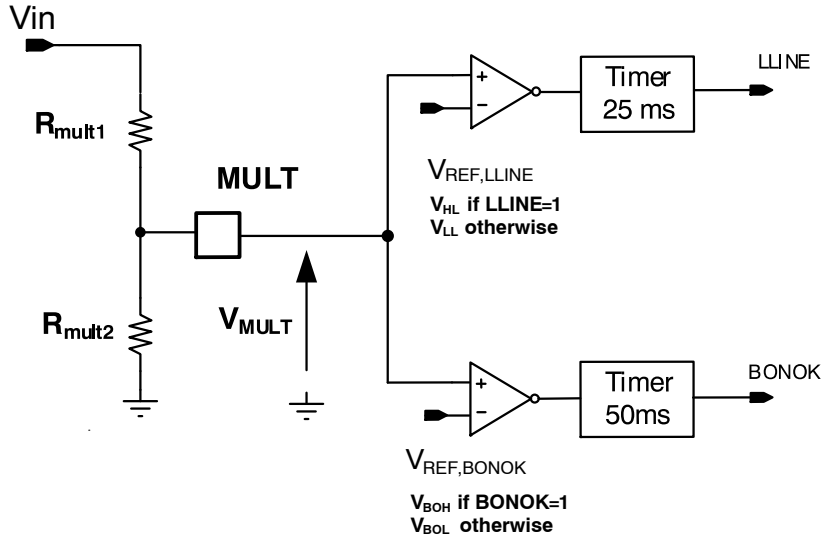 Vin
Rmult1
MULT
Rmult2
VMULT
+
−
Timer
25 ms
LLINE
VREF,LLINE
VHL if LLINE=1
VLL otherwise
+
−
Timer
50ms
BONOK
VREF,BONOK
VBOH if BONOK=1
VBOL otherwise